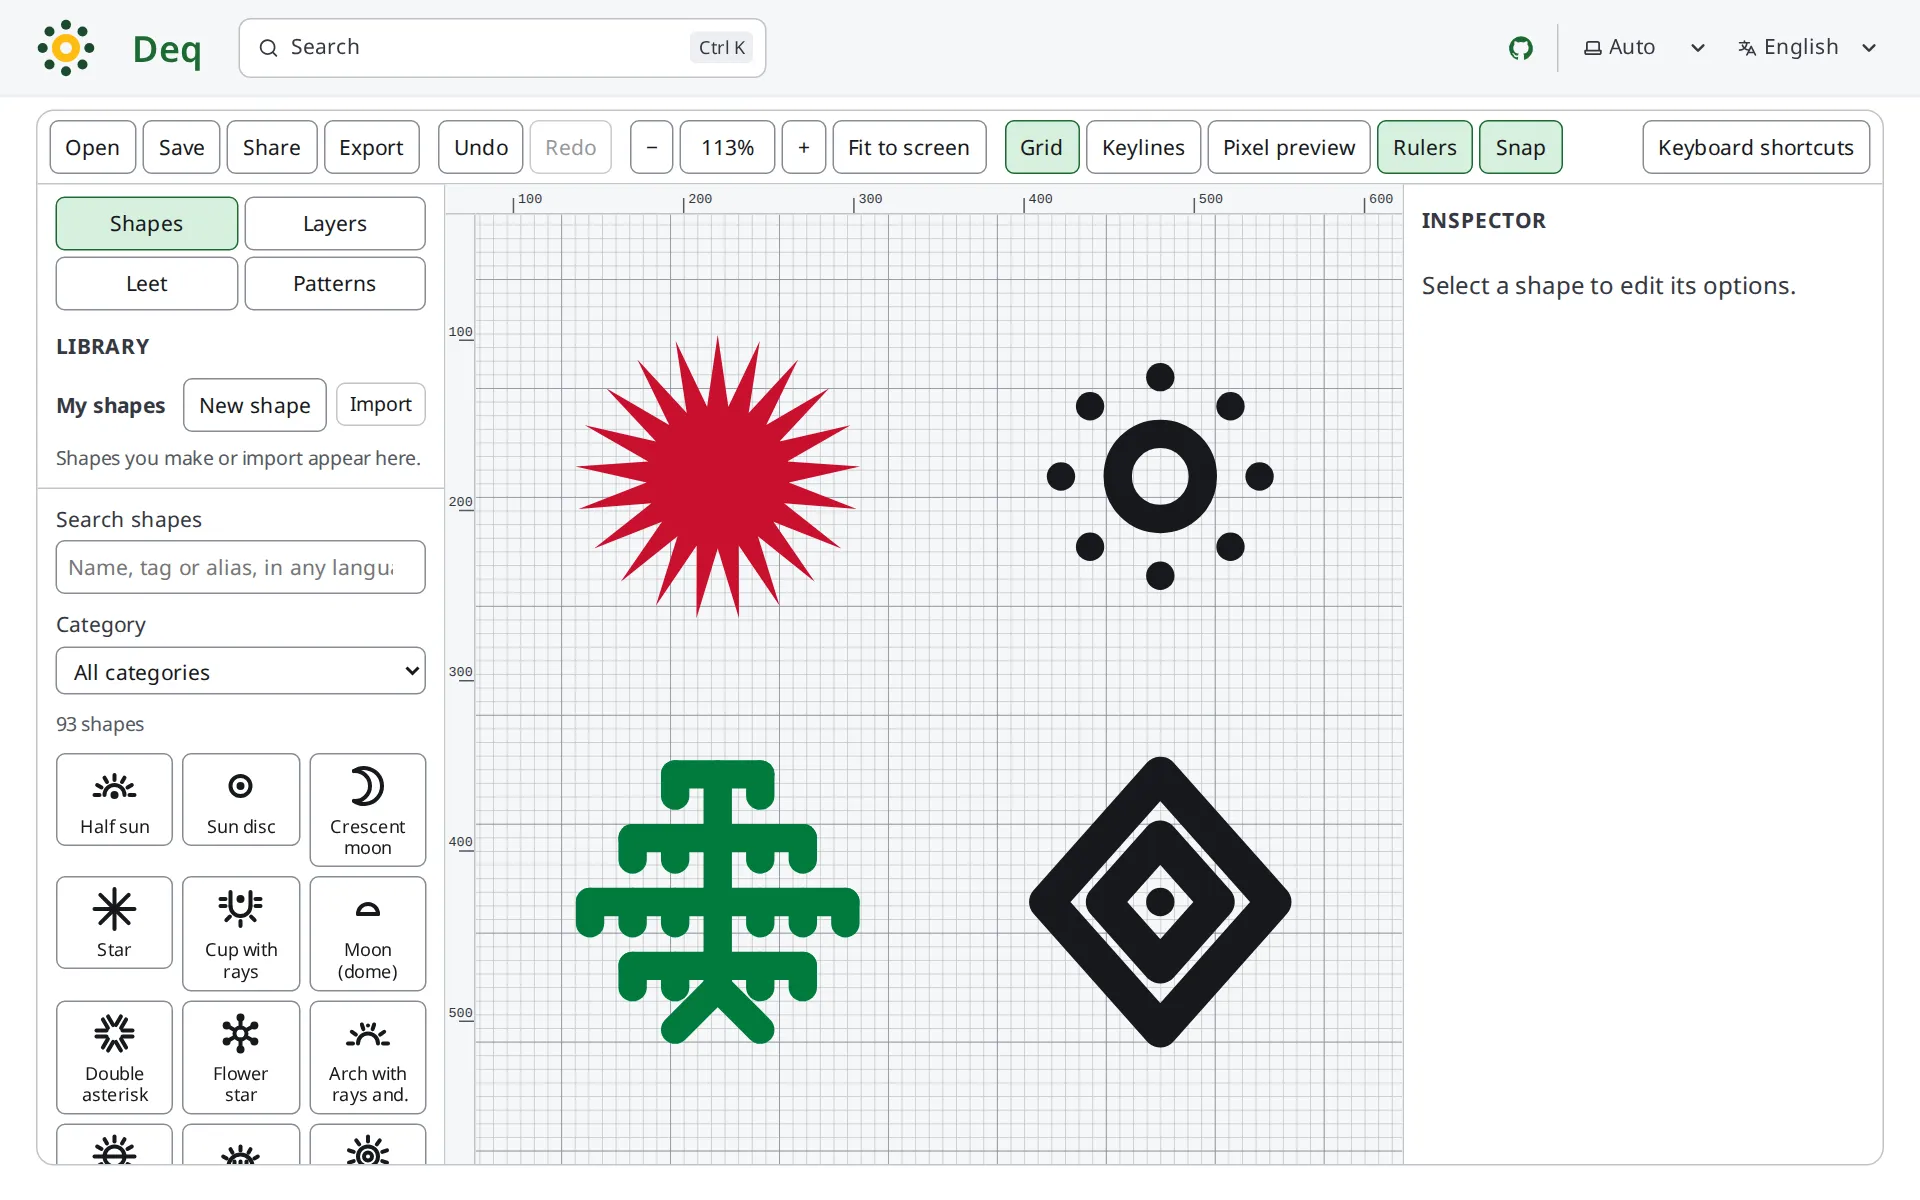 Deq
Search
Ctrl K
Auto
English
Open
Save
Share
Export
Undo
Redo
−
113%
+
Fit to screen
Grid
Keylines
Pixel preview
Rulers
Snap
Keyboard shortcuts
Shapes
Layers
Leet
Patterns
LIBRARY
My shapes
New shape
Import
Shapes you make or import appear here.
Search shapes
Name, tag or alias, in any langu
Category
All categories
93 shapes
Half sun
Sun disc
Crescent
moon
Star
Cup with
rays
Moon
(dome)
Double
asterisk
Flower
star
Arch with
rays and.
100
200
300
400
500
600
100
200
300
400
500
INSPECTOR
Select a shape to edit its options.